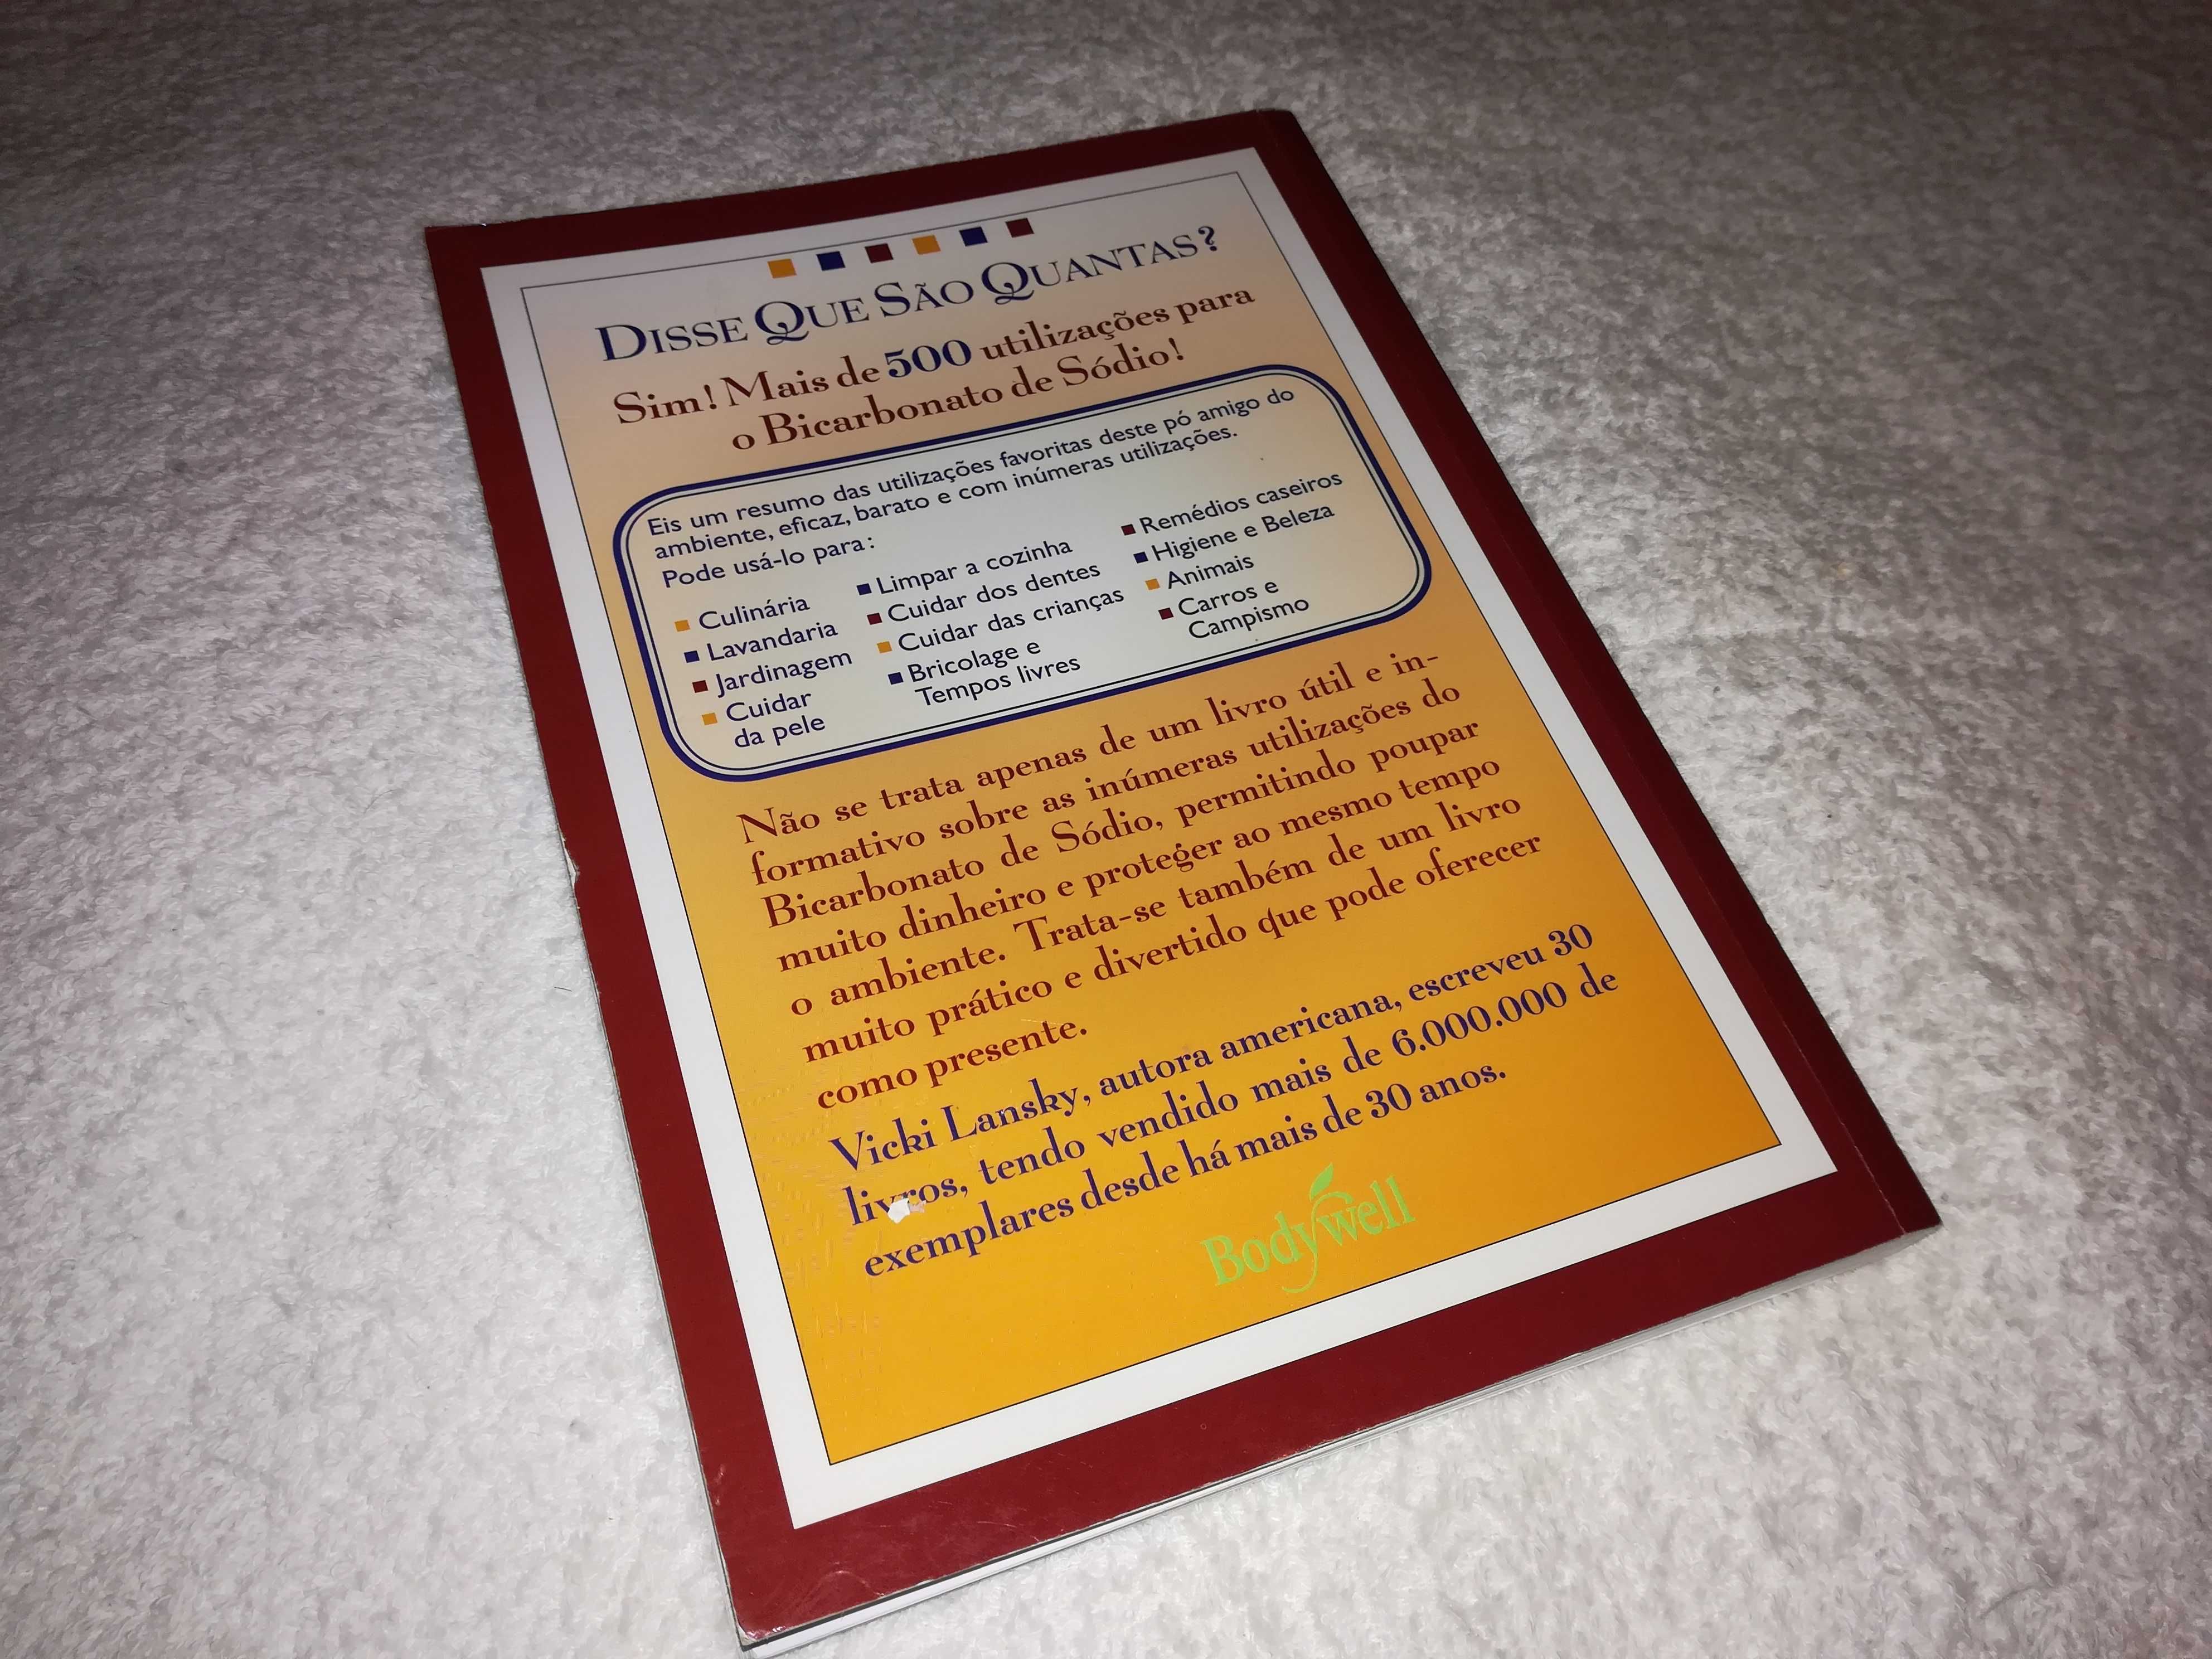 DISSE QUE SÃO QUANTAS?
Sim! Mais de 500 utilizações para
o Bicarbonato de Sódio!
Eis um resumo das utilizações favoritas deste pó amigo do
ambiente, eficaz, barato e com inúmeras utilizações.
Pode usá-lo para:
Culinária
Lavandaria
Jardinagem
Cuidar
da pele
Limpar a cozinha
Cuidar dos dentes
Cuidar das crianças
Bricolage e
Tempos livres
Remédios caseiros
Higiene e Beleza
Animais
Carros e
Campismo
Não se trata apenas de um livro útil e in-
formativo sobre as inúmeras utilizações do
Bicarbonato de Sódio, permitindo poupar
muito dinheiro e proteger ao mesmo tempo
o ambiente. Trata-se também de um livro
muito prático e divertido que pode oferecer
como presente.
Vicki Lansky, autora americana, escreveu 30
livros, tendo vendido mais de 6.000.000 de
exemplares desde há mais de 30 anos.
Bodywell